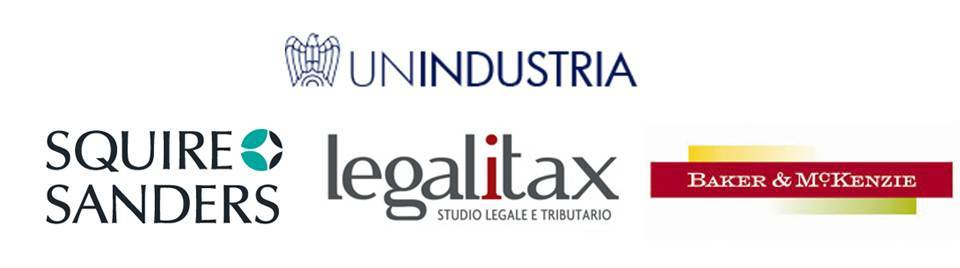 UNINDUSTRIA
SQUIRE
SANDERS
legalitax
STUDIO LEGALE E TRIBUTARIO
BAKER & McKENZIE